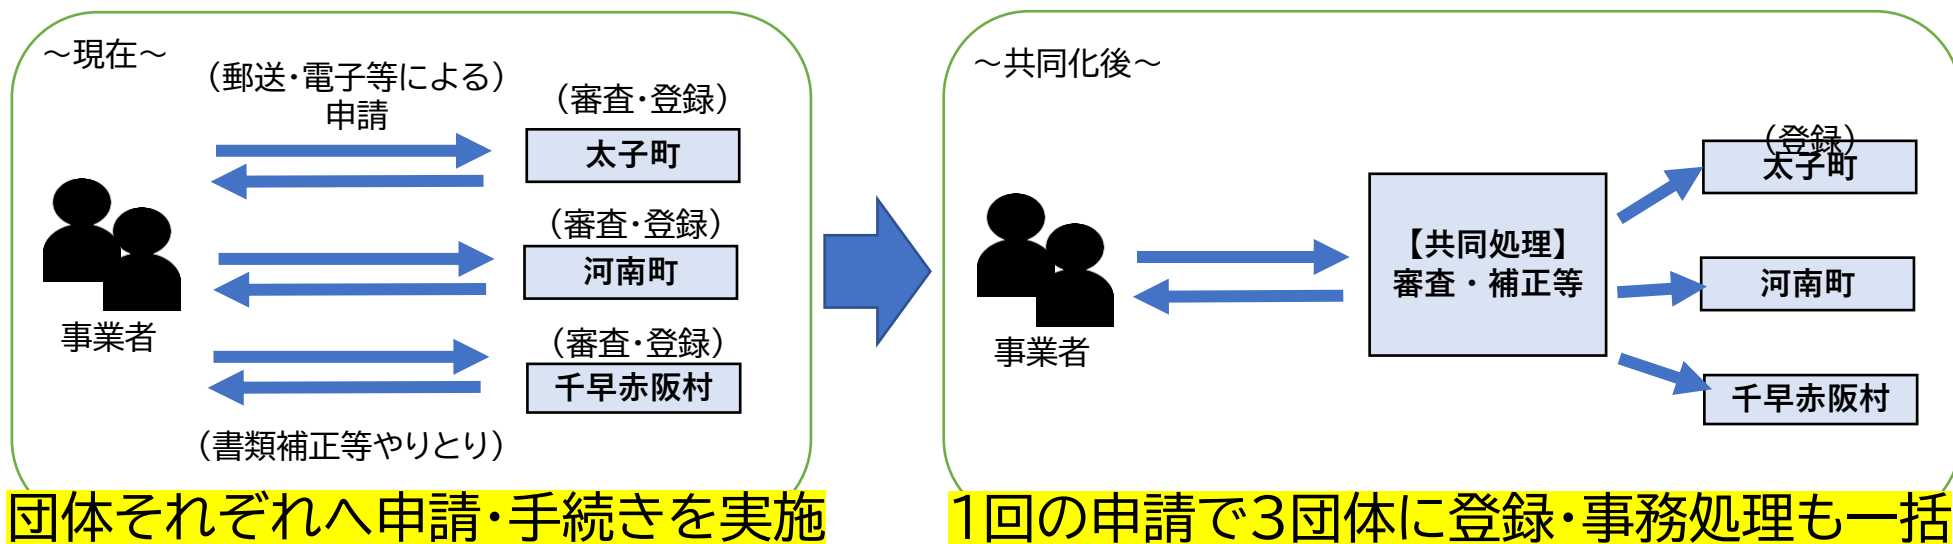 ～現在～
（郵送・電子等による）
申請
（審査・登録）
太子町
（審査・登録）
河南町
（審査・登録）
千早赤阪村
事業者
（書類補正等やりとり）
団体それぞれへ申請・手続きを実施
～共同化後～
事業者
【共同処理】
審査・補正等
（登録）
太子町
河南町
千早赤阪村
1回の申請で3団体に登録・事務処理も一括